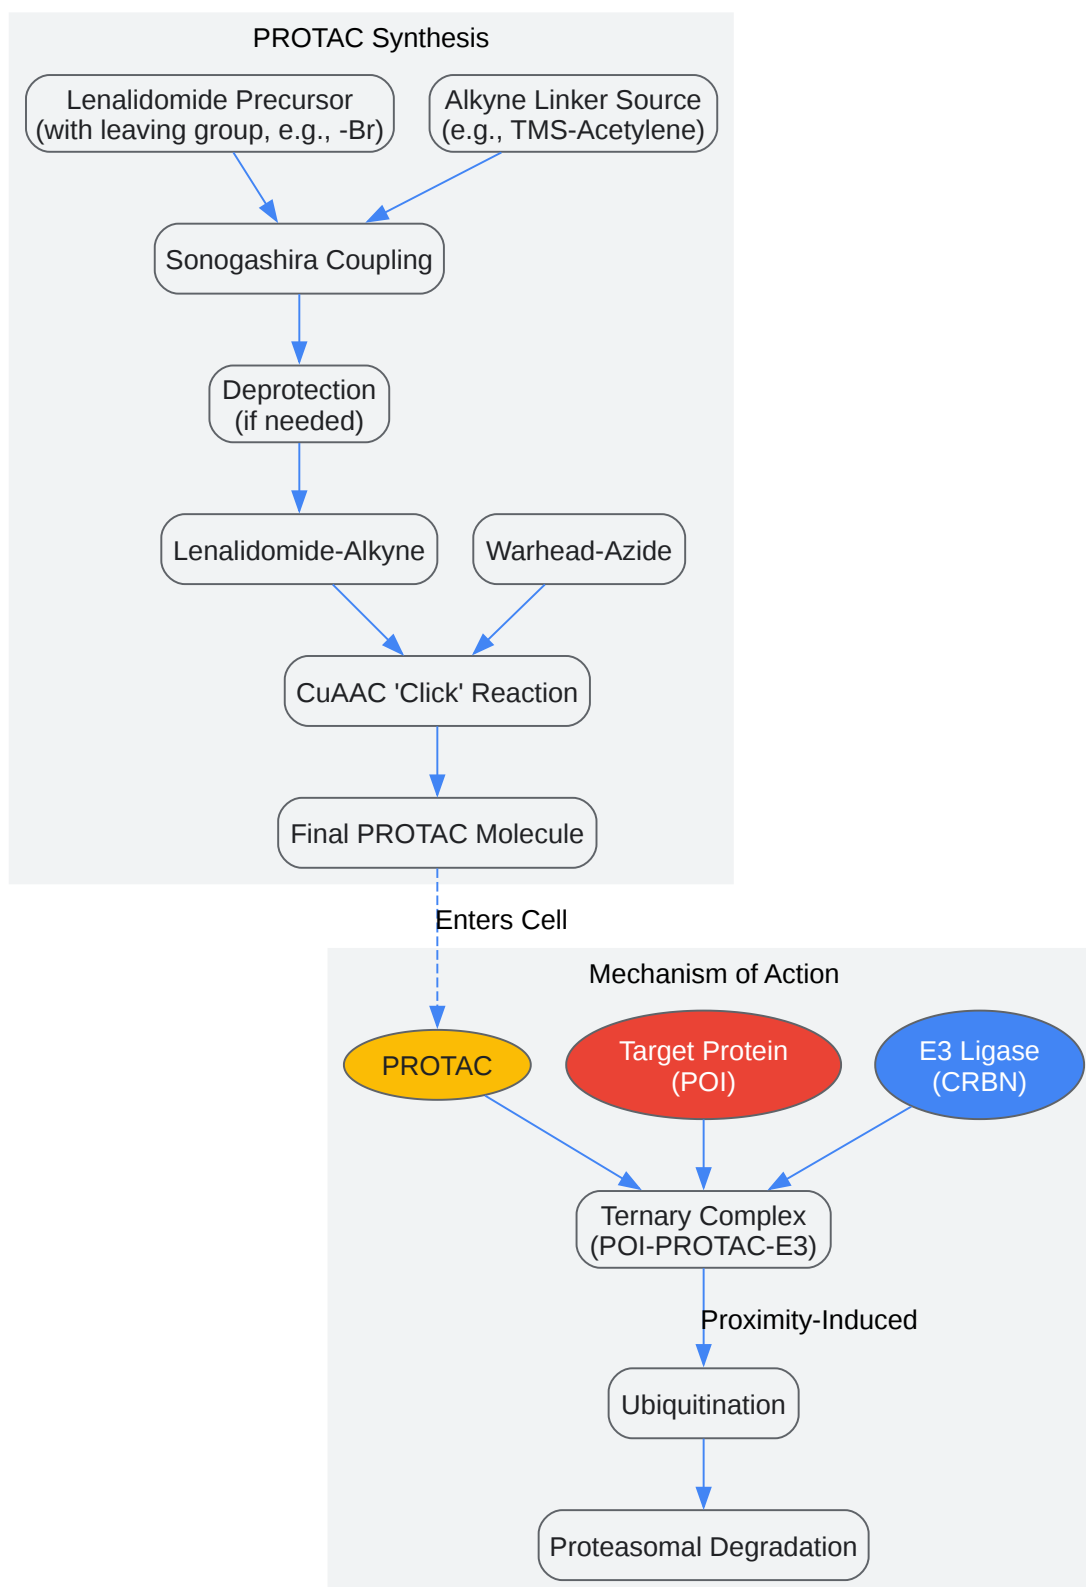 PROTAC Synthesis
Lenalidomide Precursor
(with leaving group, e.g., -Br)
Alkyne Linker Source
(e.g., TMS-Acetylene)
Sonogashira Coupling
Deprotection
(if needed)
Lenalidomide-Alkyne
Warhead-Azide
CuAAC 'Click' Reaction
Final PROTAC Molecule
Enters Cell
Mechanism of Action
PROTAC
Target Protein
(POI)
E3 Ligase
(CRBN)
Ternary Complex
(POI-PROTAC-E3)
Proximity-Induced
Ubiquitination
Proteasomal Degradation